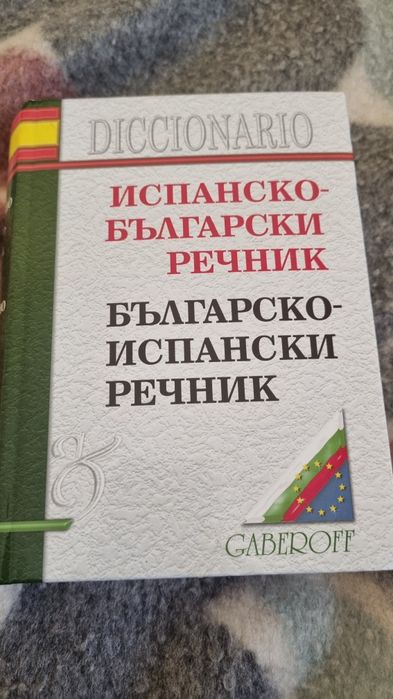 DICCIONARIO
ИСПАНСКО-
БЪЛГАРСКИ
РЕЧНИК
БЪЛГАРСКО-
ИСПАНСКИ
РЕЧНИК
GABEROFF